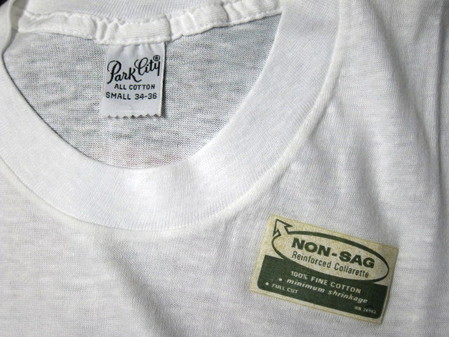 Park City®
ALL COTTON
SMALL 34-36
NON-SAG
Reinforced Collarette
100% FINE COTTON
• minimum shrinkage
• FULL CUT